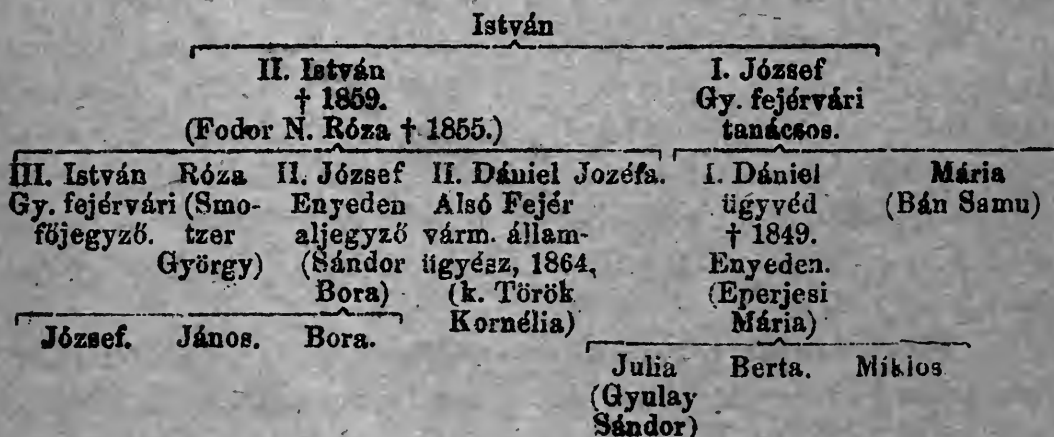 István
II. István I. József
† 1859. Gy. fejérvári
(Fodor N. Róza † 1855.) tanácsos.
III. István Róza II. József II. Dániel Jozéfa. I. Dániel Mária
Gy. fejérvári (Smo- Enyeden Alsó Fejér ügyvéd (Bán Samu)
főjegyző. tzer aljegyző várm. állam- † 1849.
György) (Sándor ügyész, 1864, Enyeden.
Bora) (k. Török (Eperjesi
Kornélia) Mária)
József. János. Bora.
Julia Berta. Miklos
(Gyulay
Sándor)